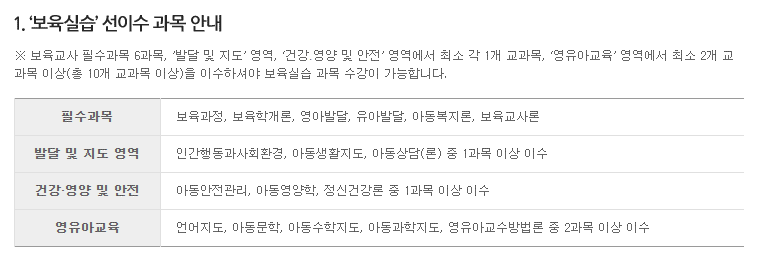 1. ‘보육실습’ 선이수 과목 안내
※ 보육교사 필수과목 6과목, ‘발달 및 지도’ 영역, ‘건강.영양 및 안전’ 영역에서 최소 각 1개 교과목, ‘영유아교육’ 영역에서 최소 2개 교
과목 이상(총 10개 교과목 이상)을 이수하셔야 보육실습 과목 수강이 가능합니다.
필수과목 보육과정, 보육학개론, 영아발달, 유아발달, 아동복지론, 보육교사론
발달 및 지도 영역 인간행동과사회환경, 아동생활지도, 아동상담(론) 중 1과목 이상 이수
건강·영양 및 안전 아동안전관리, 아동영양학, 정신건강론 중 1과목 이상 이수
영유아교육 언어지도, 아동문학, 아동수학지도, 아동과학지도, 영유아교수방법론 중 2과목 이상 이수